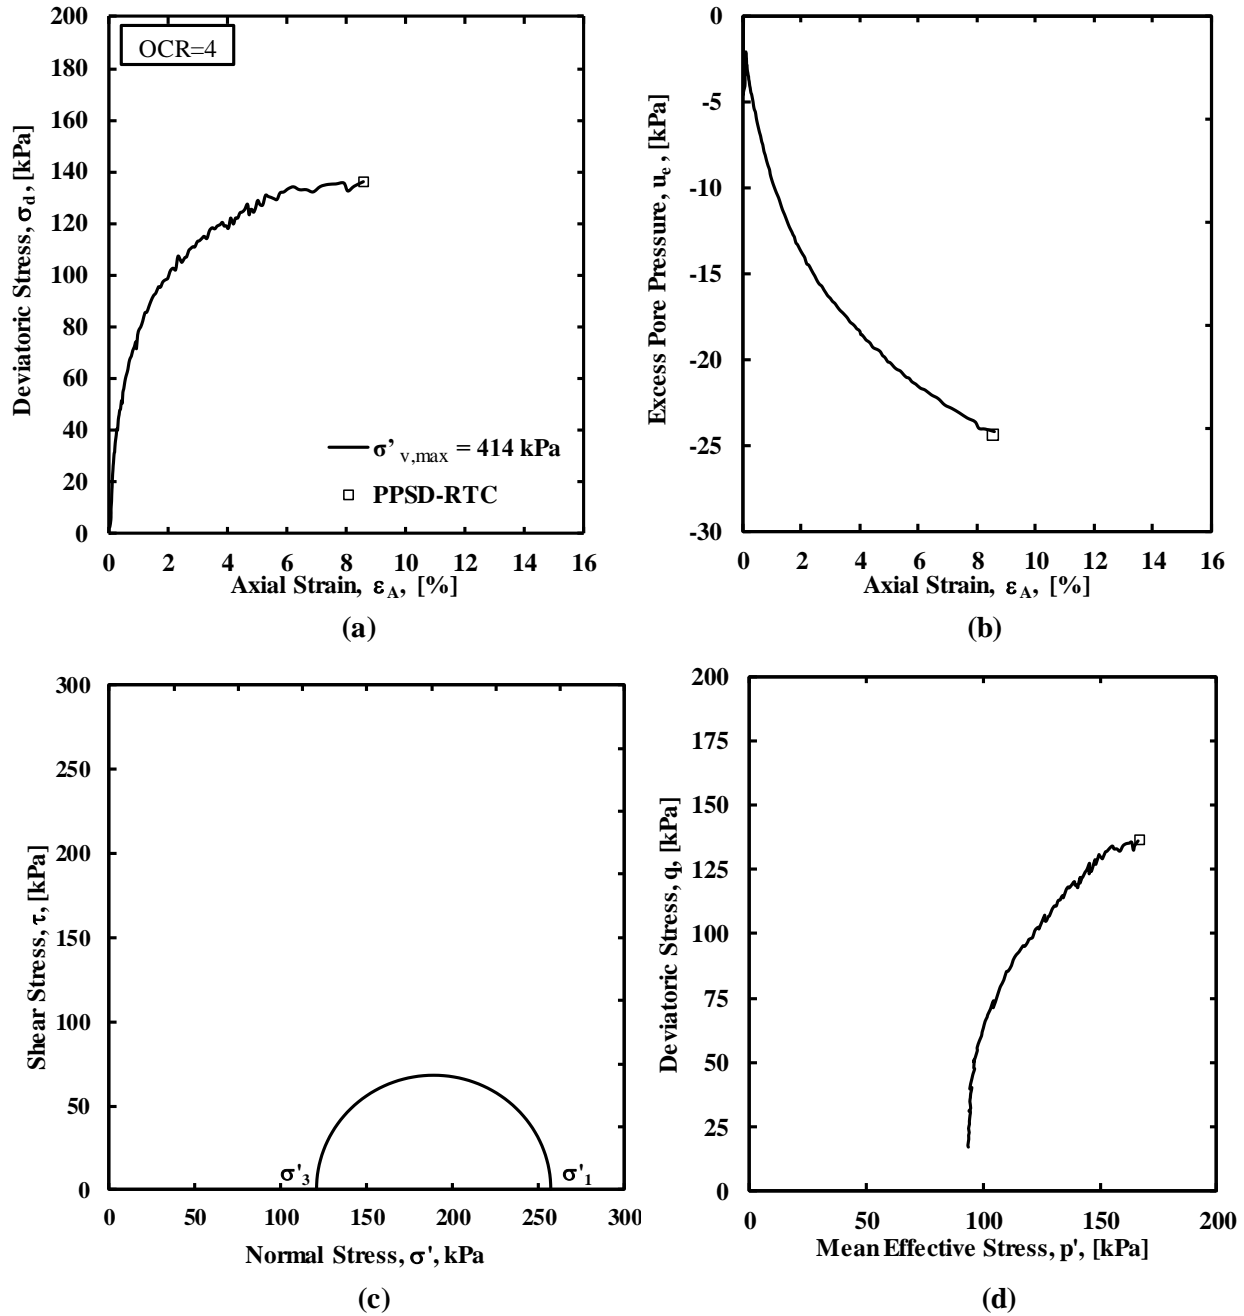 200
180
160
140
120
100
80
60
40
20
0
Deviatoric Stress, σd, [kPa]
OCR=4
σ’v,max = 414 kPa
PPSD-RTC
0 2 4 6 8 10 12 14 16
Axial Strain, εA, [%]
(a)
0
-5
-10
-15
-20
-25
-30
Excess Pore Pressure, ue, [kPa]
0 2 4 6 8 10 12 14 16
Axial Strain, εA, [%]
(b)
300
250
200
150
100
50
0
Shear Stress, τ, [kPa]
σ'3
σ'1
0 50 100 150 200 250 300
Normal Stress, σ', kPa
(c)
200
175
150
125
100
75
50
25
0
Deviatoric Stress, q, [kPa]
0 50 100 150 200
Mean Effective Stress, p', [kPa]
(d)